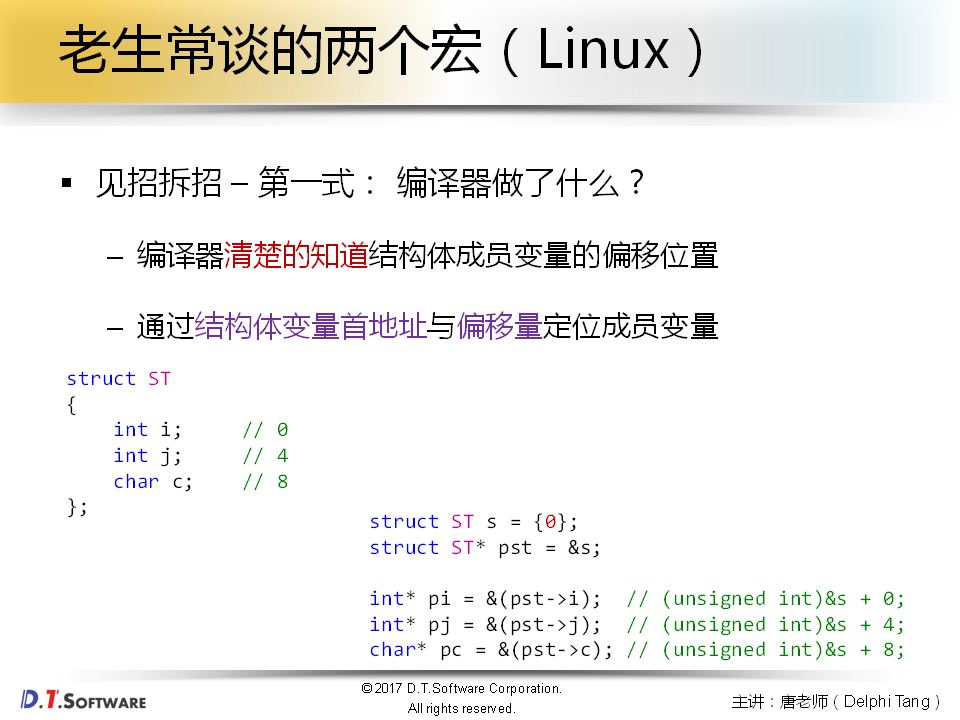 老生常谈的两个宏（Linux）
▪ 见招拆招 – 第一式： 编译器做了什么？
– 编译器清楚的知道结构体成员变量的偏移位置
– 通过结构体变量首地址与偏移量定位成员变量
struct ST
{
    int i;     // 0
    int j;     // 4
    char c;    // 8
};
struct ST s = {0};
struct ST* pst = &s;
int* pi = &(pst->i);  // (unsigned int)&s + 0;
int* pj = &(pst->j);  // (unsigned int)&s + 4;
char* pc = &(pst->c); // (unsigned int)&s + 8;
D.T.SOFTWARE
©2017 D.T.Software Corporation.
All rights reserved.
主讲：唐老师（Delphi Tang）